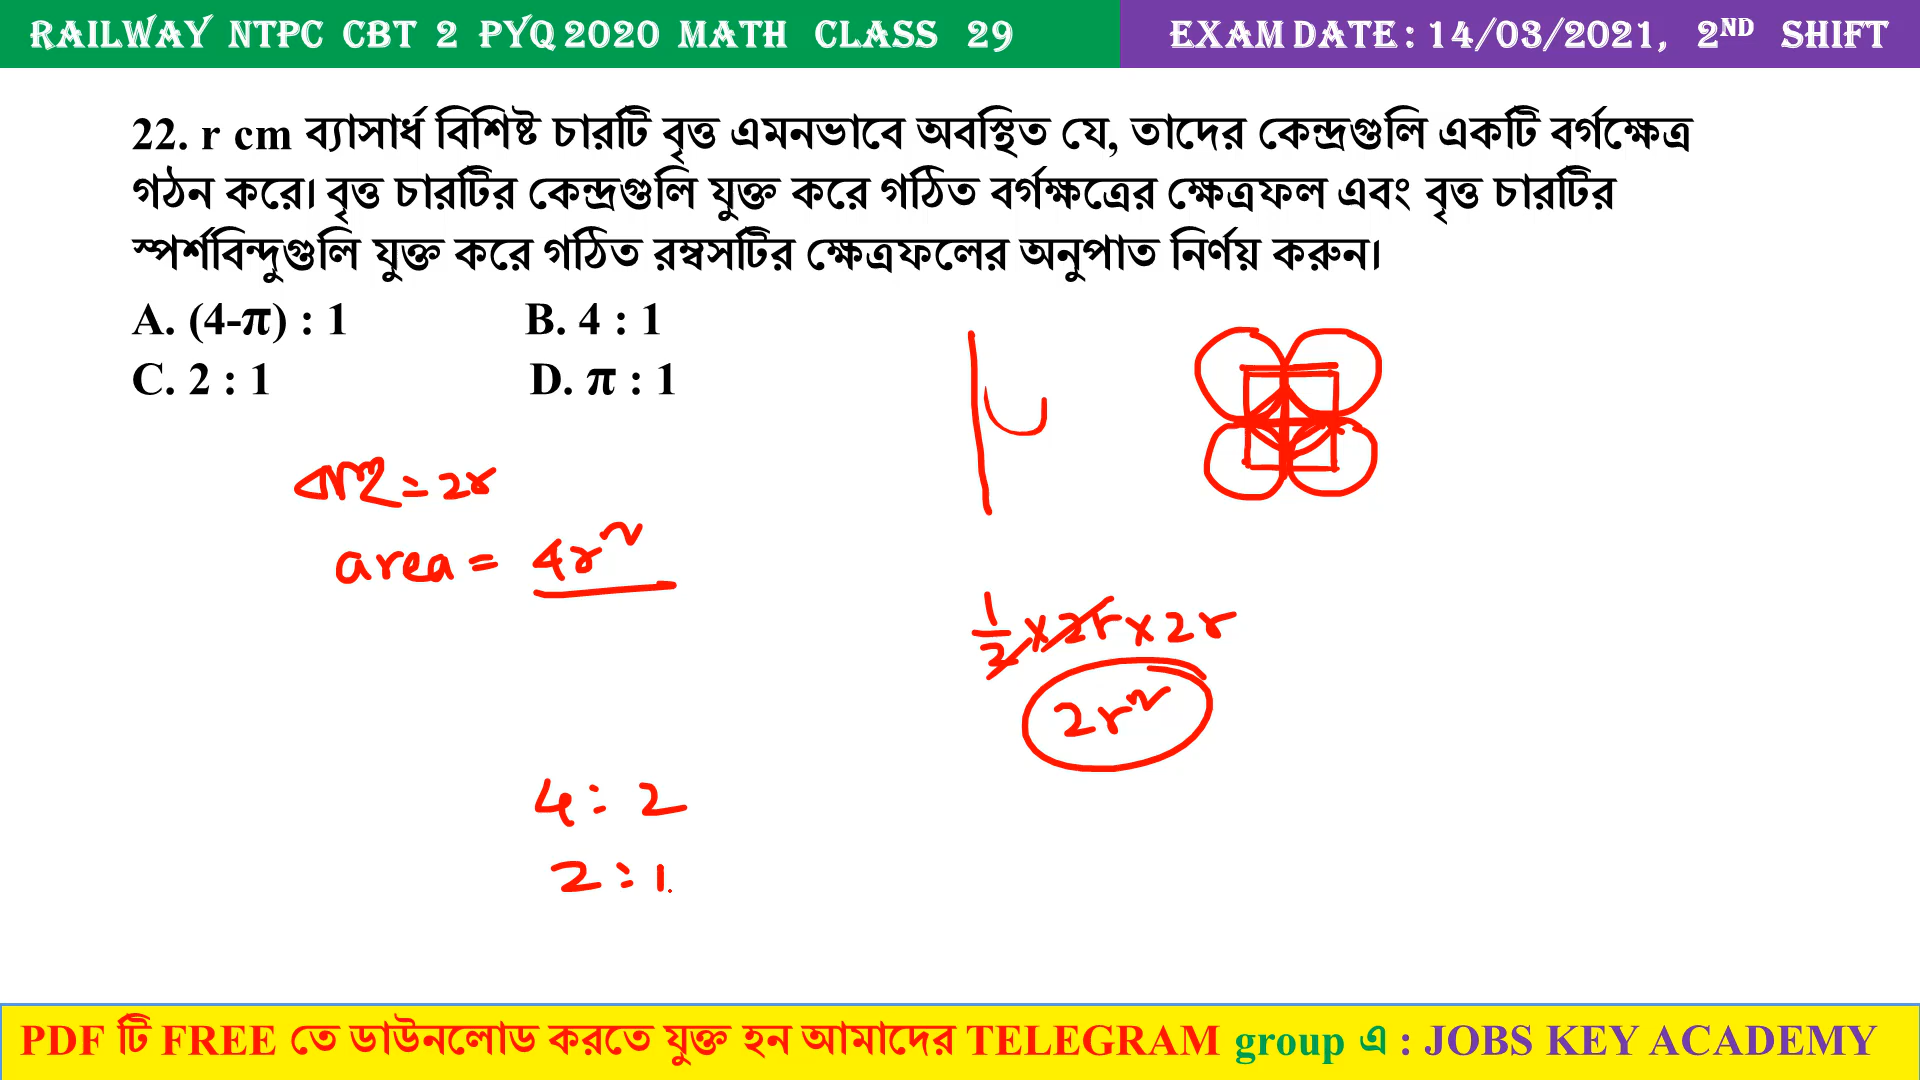 RAILWAY NTPC CBT 2 PYQ 2020 MATH CLASS 29
EXAM DATE : 14/03/2021, 2ND SHIFT
22. r cm ব্যাসার্ধ বিশিষ্ট চারটি বৃত্ত এমনভাবে অবস্থিত যে, তাদের কেন্দ্রগুলি একটি বর্গক্ষেত্র
গঠন করে। বৃত্ত চারটির কেন্দ্রগুলি যুক্ত করে গঠিত বর্গক্ষত্রের ক্ষেত্রফল এবং বৃত্ত চারটির
স্পর্শবিন্দুগুলি যুক্ত করে গঠিত রম্বসটির ক্ষেত্রফলের অনুপাত নির্ণয় করুন।
A. (4-π) : 1 B. 4 : 1
C. 2 : 1 D. π : 1
বাহু = 2r
area = 4r²
1/2 × 2r × 2r
2r²
4 : 2
2 : 1
PDF টি FREE তে ডাউনলোড করতে যুক্ত হন আমাদের TELEGRAM group এ : JOBS KEY ACADEMY